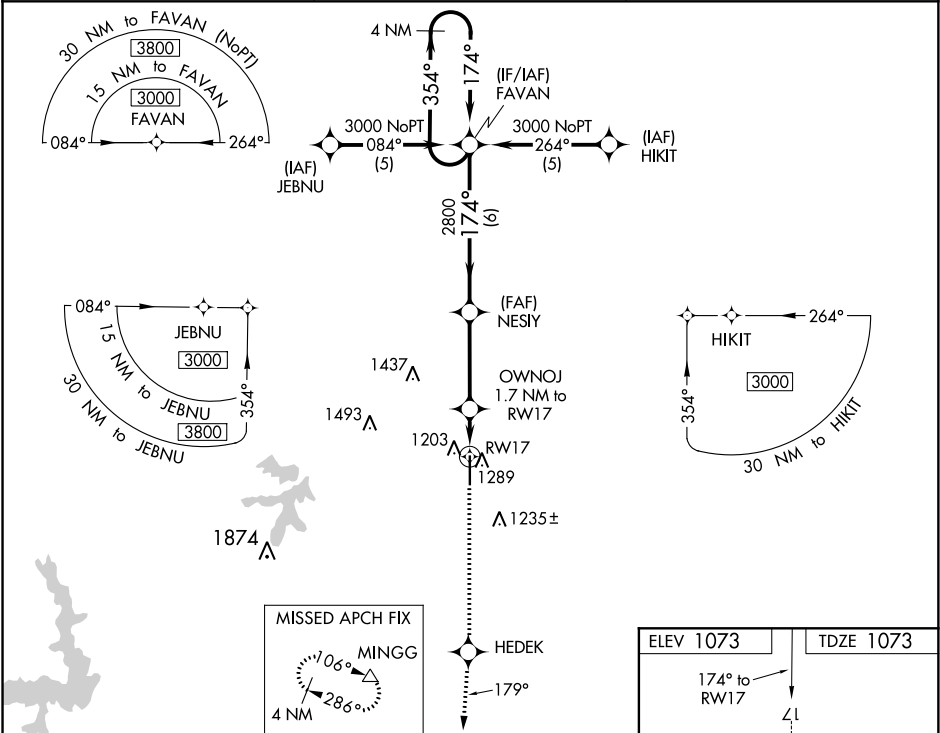 30 NM to FAVAN (NoPT)
3800
15 NM to FAVAN
3000
FAVAN
084°
264°
4 NM
354°
174°
(IF/IAF)
FAVAN
3000 NoPT
084°
(5)
3000 NoPT
264°
(5)
(IAF)
JEBNU
(IAF)
HIKIT
2800
174°
(6)
(FAF)
NESIY
084°
JEBNU
3000
15 NM to JEBNU
3800
30 NM to JEBNU
354°
264°
HIKIT
3000
354°
30 NM to HIKIT
1437
OWNOJ
1.7 NM to
RW17
1493
1203
RW17
1289
1235±
1874
MISSED APCH FIX
MINGG
106°
286°
4 NM
HEDEK
179°
ELEV 1073
TDZE 1073
174° to
RW17
17